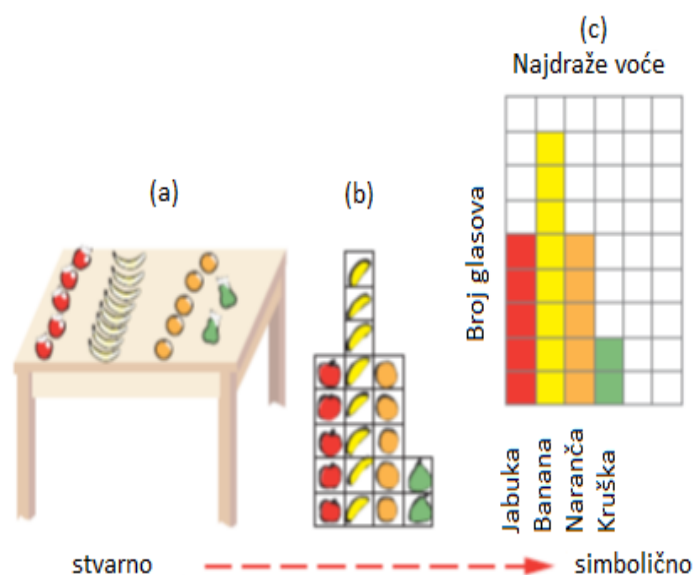 (a)
(b)
(c)
Najdraže voće
Broj glasova
Jabuka
Banana
Naranča
Kruška
stvarno
simbolično